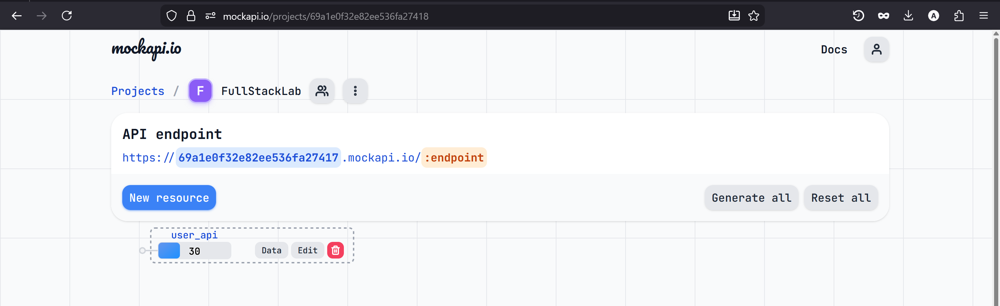 mockapi.io/projects/69a1e0f32e82ee536fa27418
A
mockapi.io
Docs
Projects / F FullStackLab
API endpoint
https://69a1e0f32e82ee536fa27417.mockapi.io/:endpoint
New resource
Generate all
Reset all
user_api
30
Data
Edit